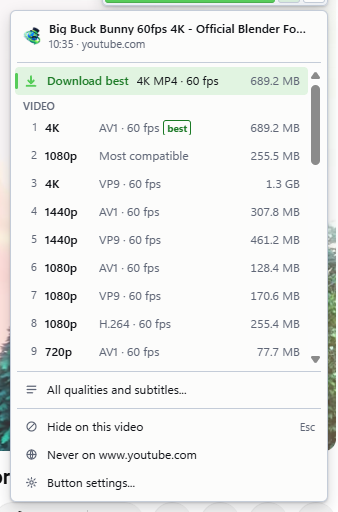 Big Buck Bunny 60fps 4K - Official Blender Fo...
10:35 · youtube.com
Download best 4K MP4 · 60 fps 689.2 MB
VIDEO
1 4K AV1 · 60 fps best 689.2 MB
2 1080p Most compatible 255.5 MB
3 4K VP9 · 60 fps 1.3 GB
4 1440p AV1 · 60 fps 307.8 MB
5 1440p VP9 · 60 fps 461.2 MB
6 1080p AV1 · 60 fps 128.4 MB
7 1080p VP9 · 60 fps 170.6 MB
8 1080p H.264 · 60 fps 255.4 MB
9 720p AV1 · 60 fps 77.7 MB
All qualities and subtitles...
Hide on this video Esc
Never on www.youtube.com
Button settings...